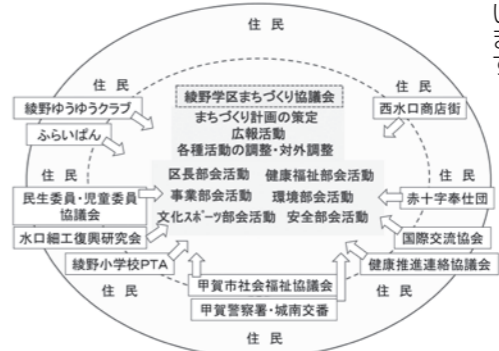 住 民
住 民
住 民
綾野学区まちづくり協議会
綾野ゆうゆうクラブ
西水口商店街
まちづくり計画の策定
広報活動
各種活動の調整・対外調整
ふらいぱん
住 民
住 民
区長部会活動 健康福祉部会活動
事業部会活動 環境部会活動
文化スポーツ部会活動 安全部会活動
民生委員・児童委員
協議会
赤十字奉仕団
水口細工復興研究会
国際交流協会
綾野小学校PTA
健康推進連絡協議会
甲賀市社会福祉協議会
甲賀警察署・城南交番
住 民
住 民
住 民
ま